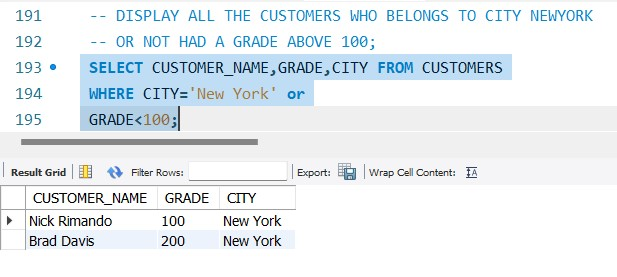 191 -- DISPLAY ALL THE CUSTOMERS WHO BELONGS TO CITY NEWYORK
192 -- OR NOT HAD A GRADE ABOVE 100;
193 SELECT CUSTOMER_NAME,GRADE,CITY FROM CUSTOMERS
194 WHERE CITY='New York' or
195 GRADE<100;
Result Grid Filter Rows: Export: Wrap Cell Content: IA
CUSTOMER_NAME GRADE CITY
Nick Rimando 100 New York
Brad Davis 200 New York